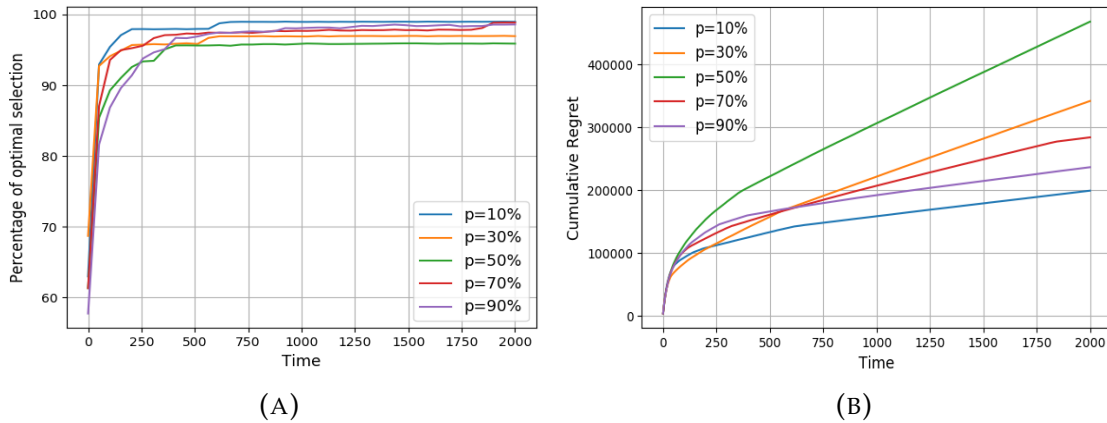 100
90
80
70
60
Percentage of optimal selection
p=10%
p=30%
p=50%
p=70%
p=90%
0 250 500 750 1000 1250 1500 1750 2000
Time
(A)
400000
300000
200000
100000
0
Cumulative Regret
p=10%
p=30%
p=50%
p=70%
p=90%
0 250 500 750 1000 1250 1500 1750 2000
Time
(B)